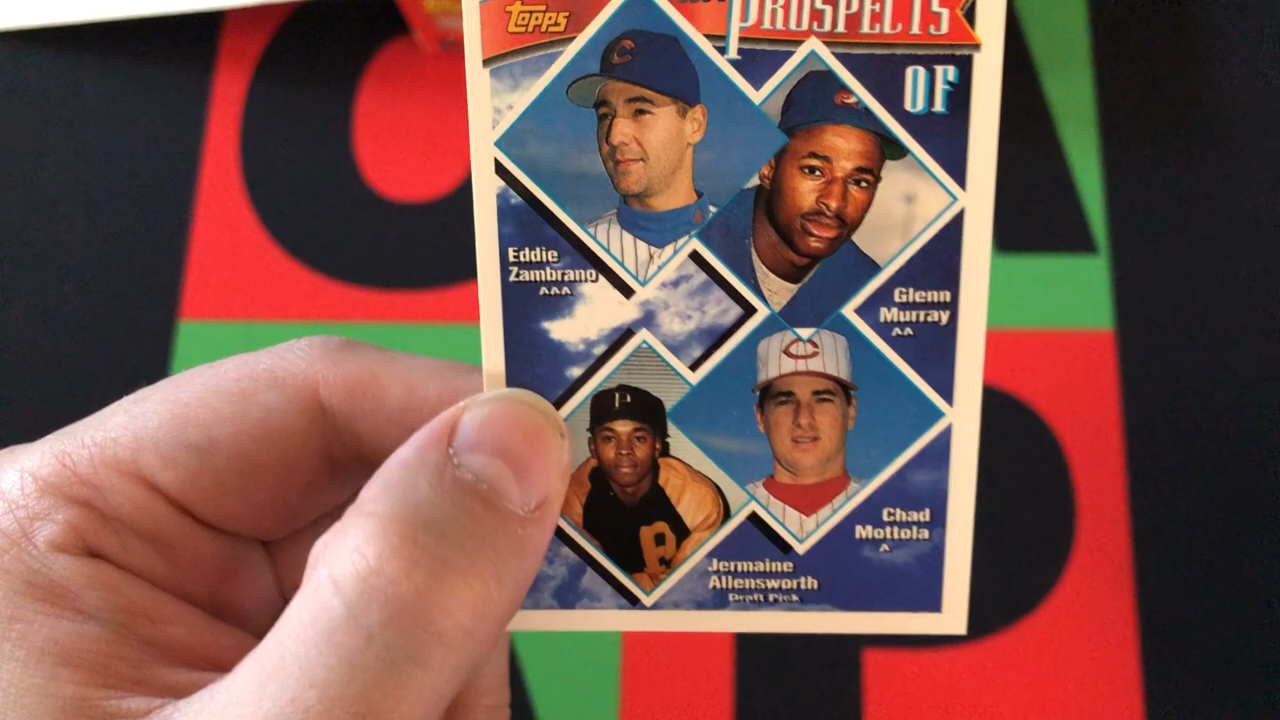 topps
PROSPECTS
OF
C
Eddie
Zambrano
AAA
Glenn
Murray
AA
C
P
Chad
Mottola
A
Jermaine
Allensworth
Draft Pick